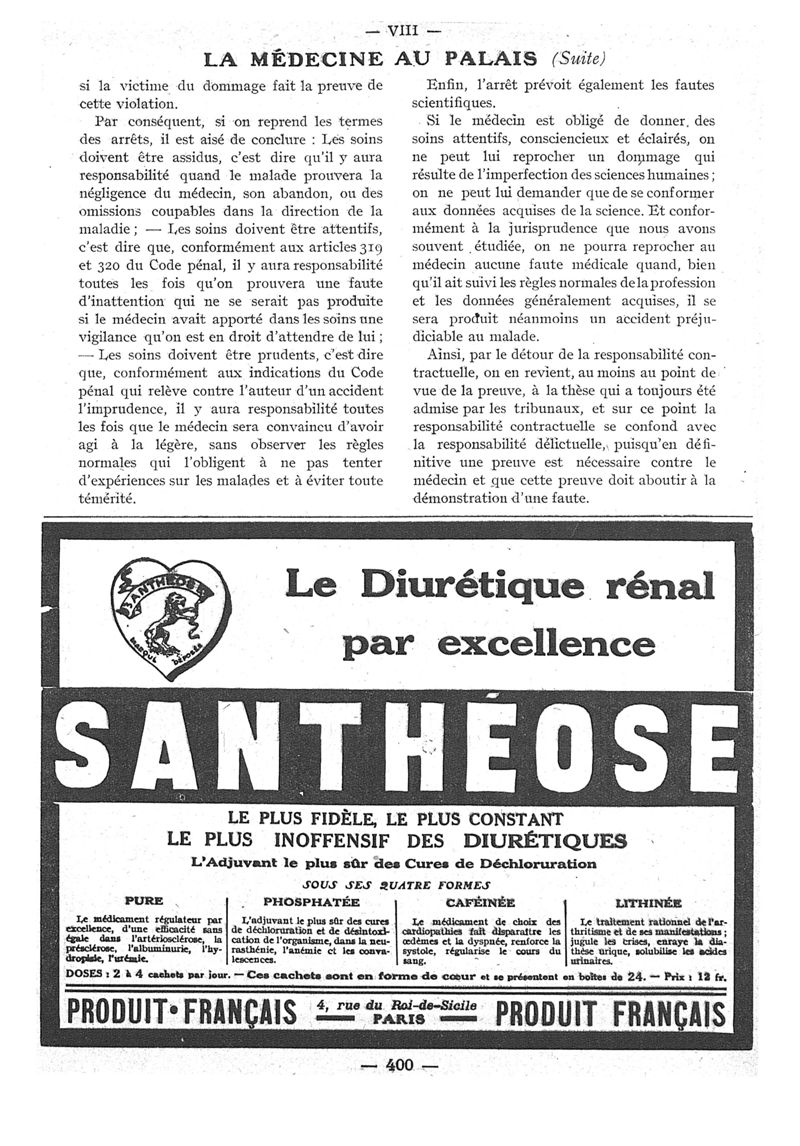 — VIII —
LA MÉDECINE AU PALAIS (Suite)
si la victime du dommage fait la preuve de
cette violation.
Par conséquent, si on reprend les termes
des arrêts, il est aisé de conclure : Les soins
doivent être assidus, c'est dire qu'il y aura
responsabilité quand le malade prouvera la
négligence du médecin, son abandon, ou des
omissions coupables dans la direction de la
maladie ; — Les soins doivent être attentifs,
c'est dire que, conformément aux articles 319
et 320 du Code pénal, il y aura responsabilité
toutes les fois qu'on prouvera une faute
d'inattention qui ne se serait pas produite
si le médecin avait apporté dans les soins une
vigilance qu'on est en droit d'attendre de lui ;
— Les soins doivent être prudents, c'est dire
que, conformément aux indications du Code
pénal qui relève contre l'auteur d'un accident
l'imprudence, il y aura responsabilité toutes
les fois que le médecin sera convaincu d'avoir
agi à la légère, sans observer les règles
normales qui l'obligent à ne pas tenter
d'expériences sur les malades et à éviter toute
témérité.
Enfin, l'arrêt prévoit également les fautes
scientifiques.
Si le médecin est obligé de donner des
soins attentifs, consciencieux et éclairés, on
ne peut lui reprocher un dommage qui
résulte de l'imperfection des sciences humaines ;
on ne peut lui demander que de se conformer
aux données acquises de la science. Et confor-
mément à la jurisprudence que nous avons
souvent étudiée, on ne pourra reprocher au
médecin aucune faute médicale quand, bien
qu'il ait suivi les règles normales de la profession
et les données généralement acquises, il se
sera produit néanmoins un accident préju-
diciable au malade.
Ainsi, par le détour de la responsabilité con-
tractuelle, on en revient, au moins au point de
vue de la preuve, à la thèse qui a toujours été
admise par les tribunaux, et sur ce point la
responsabilité contractuelle se confond avec
la responsabilité délictuelle, puisqu'en défi-
nitive une preuve est nécessaire contre le
médecin et que cette preuve doit aboutir à la
démonstration d'une faute.
SANTHÉOSE
MARQUE DÉPOSÉE
Le Diurétique rénal
par excellence
SANTHÉOSE
LE PLUS FIDÈLE, LE PLUS CONSTANT
LE PLUS INOFFENSIF DES DIURÉTIQUES
L'Adjuvant le plus sûr des Cures de Déchloruration
SOUS SES QUATRE FORMES
PURE
Le médicament régulateur par
excellence, d'une efficacité sans
égale dans l'artériosclérose, la
présclérose, l'albuminurie, l'hy-
dropisie, l'urémie.
PHOSPHATÉE
L'adjuvant le plus sûr des cures
de déchloruration et de désintoxi-
cation de l'organisme, dans la neu-
rasthénie, l'anémie et les conva-
lescences.
CAFÉINÉE
Le médicament de choix des
cardiopathies fait disparaître les
œdèmes et la dyspnée, renforce la
systole, régularise le cours du
sang.
LITHINÉE
Le traitement rationnel de l'ar-
thritisme et de ses manifestations ;
jugule les crises, enraye la dia-
thèse urique, solubilise les acides
urinaires.
DOSES : 2 à 4 cachets par jour. — Ces cachets sont en forme de cœur et se présentent en boîtes de 24. — Prix : 12 fr.
PRODUIT FRANÇAIS
4, rue du Roi-de-Sicile
— PARIS —
PRODUIT FRANÇAIS
— 400 —